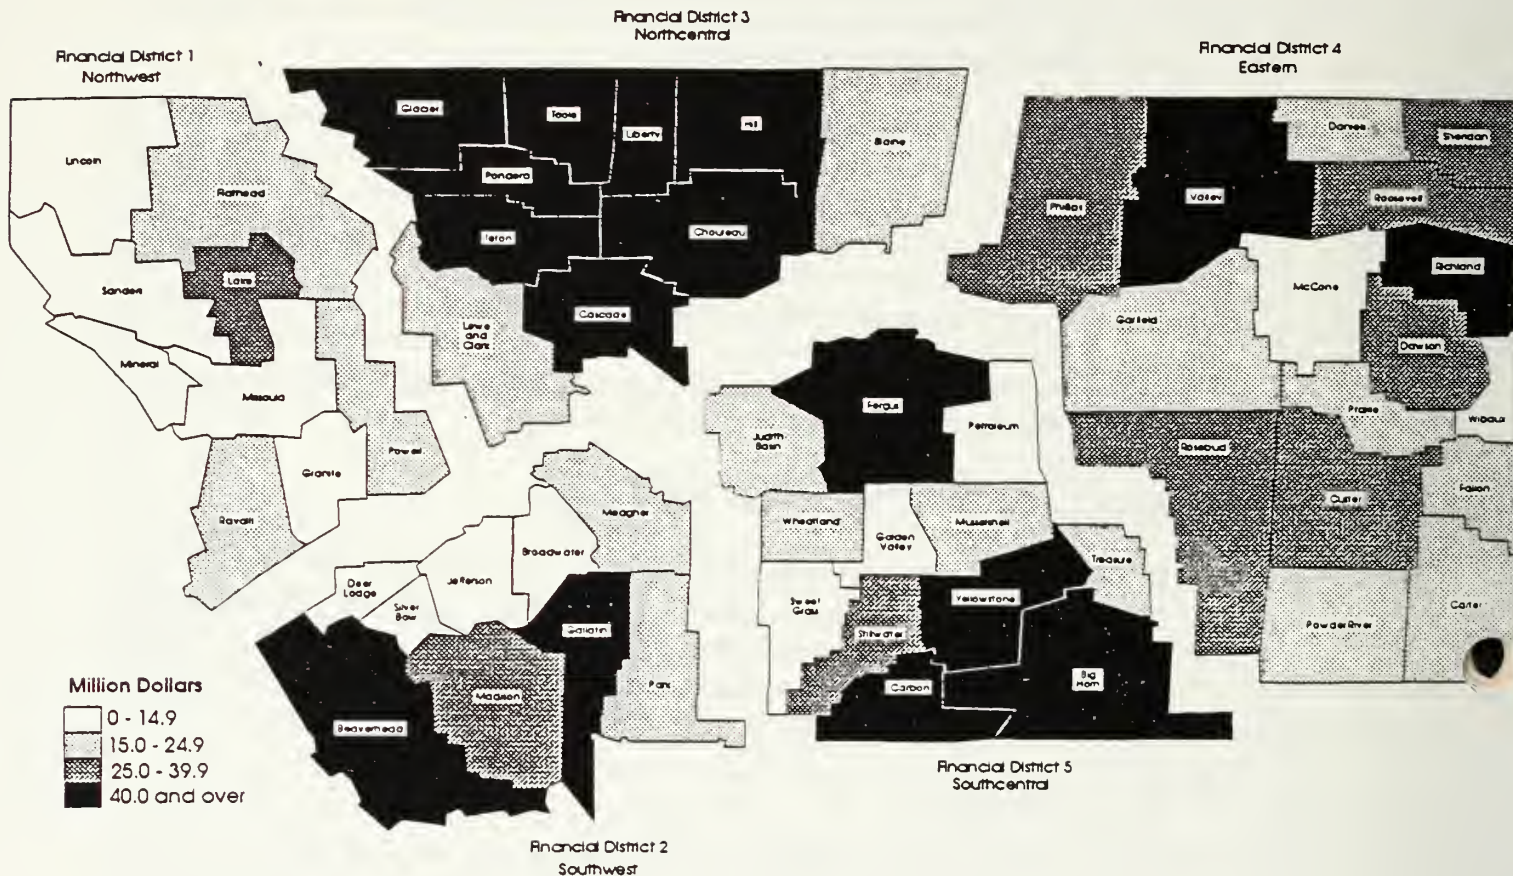 Financial District 3
Northcentral
Financial District 1
Northwest
Financial District 4
Eastern
Lincoln
Flathead
Lake
Sanders
Mineral
Missoula
Powell
Granite
Ravalli
Glacier
Toole
Liberty
Hill
Blaine
Pondera
Teton
Chouteau
Cascade
Lewis
and
Clark
Phillips
Valley
Daniels
Sheridan
Roosevelt
Richland
McCone
Garfield
Dawson
Prairie
Wibaux
Rosebud
Custer
Fallon
Powder River
Carter
Judith
Basin
Fergus
Petroleum
Wheatland
Golden
Valley
Musselshell
Treasure
Sweet
Grass
Stillwater
Yellowstone
Carbon
Big
Horn
Meagher
Broadwater
Jefferson
Deer
Lodge
Silver
Bow
Gallatin
Park
Madison
Beaverhead
Million Dollars
0 - 14.9
15.0 - 24.9
25.0 - 39.9
40.0 and over
Financial District 5
Southcentral
Financial District 2
Southwest